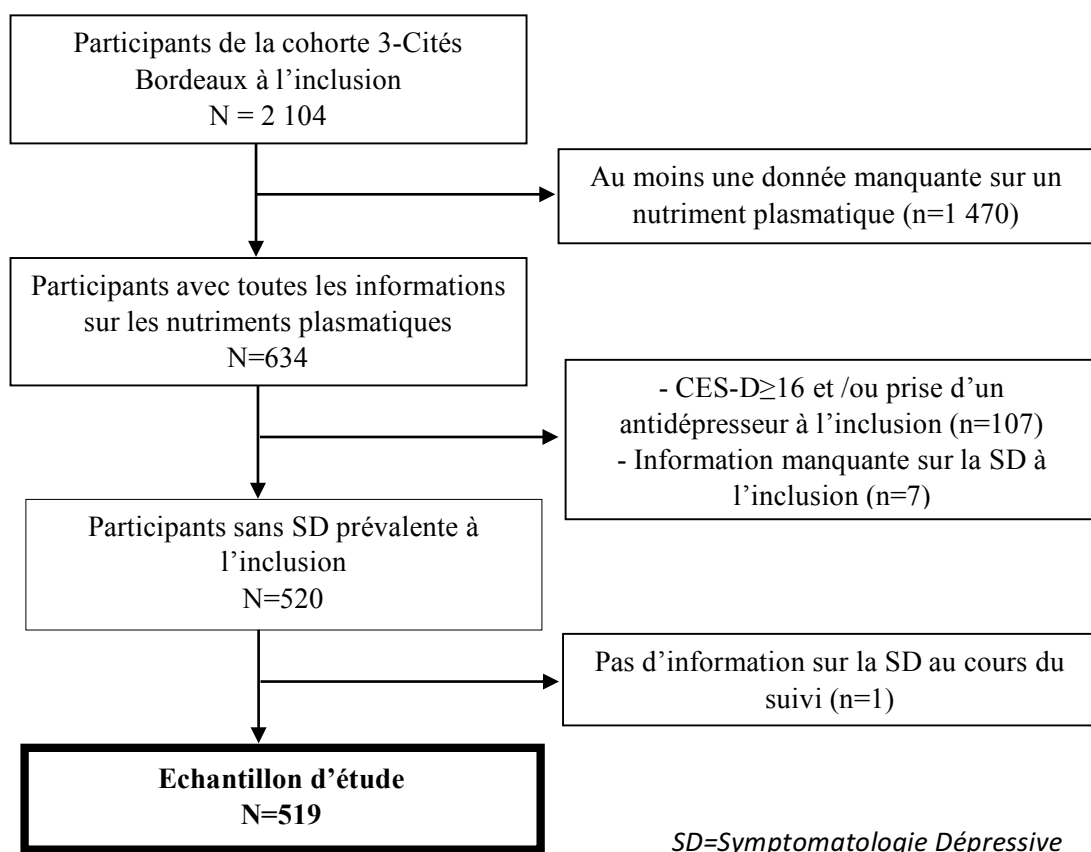 Participants de la cohorte 3-Cités
Bordeaux à l’inclusion
N = 2 104
Au moins une donnée manquante sur un
nutriment plasmatique (n=1 470)
Participants avec toutes les informations
sur les nutriments plasmatiques
N=634
- CES-D≥16 et /ou prise d’un
antidépresseur à l’inclusion (n=107)
- Information manquante sur la SD à
l’inclusion (n=7)
Participants sans SD prévalente à
l’inclusion
N=520
Pas d’information sur la SD au cours du
suivi (n=1)
Echantillon d’étude
N=519
SD=Symptomatologie Dépressive